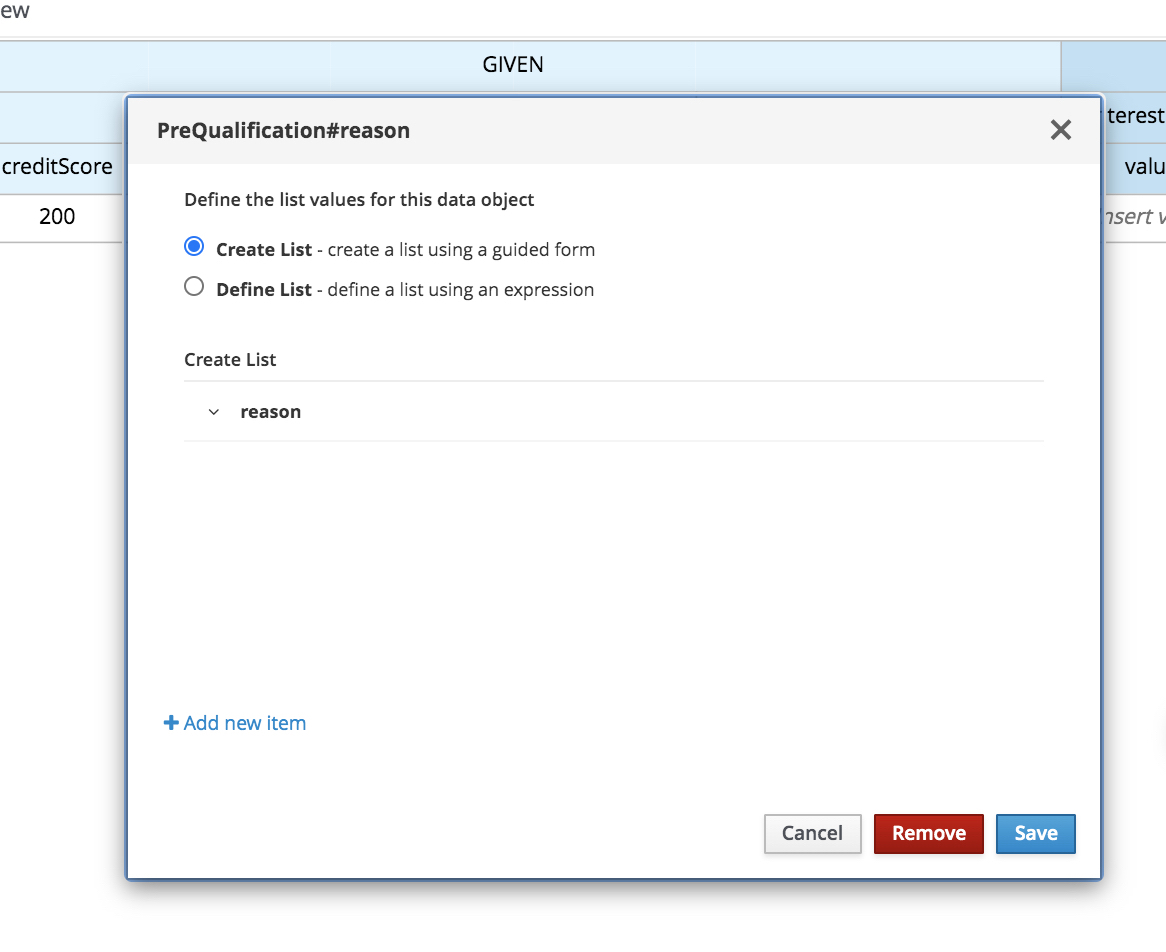 ew
GIVEN
PreQualification#reason
terest
creditScore
valu
200
nsert v
Define the list values for this data object
Create List - create a list using a guided form
Define List - define a list using an expression
Create List
reason
Add new item
Cancel
Remove
Save